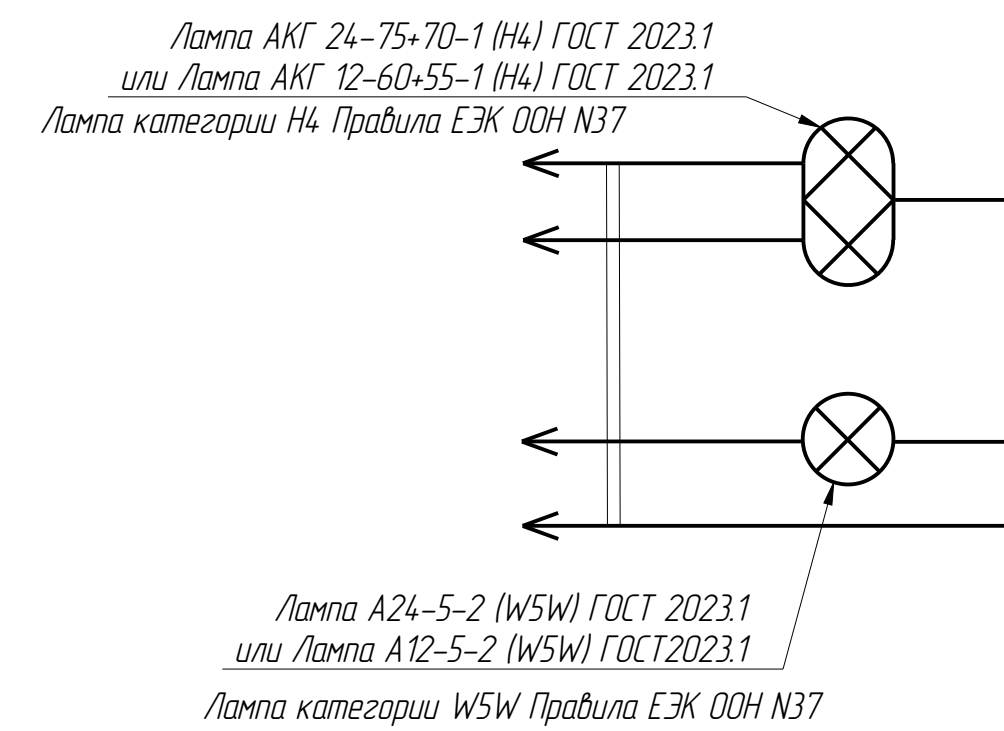 Лампа АКГ 24–75+70–1 (Н4) ГОСТ 2023.1
или Лампа АКГ 12–60+55–1 (Н4) ГОСТ 2023.1
Лампа категории Н4 Правила ЕЭК ООН N37
Лампа А24–5–2 (W5W) ГОСТ 2023.1
или Лампа А12–5–2 (W5W) ГОСТ2023.1
Лампа категории W5W Правила ЕЭК ООН N37